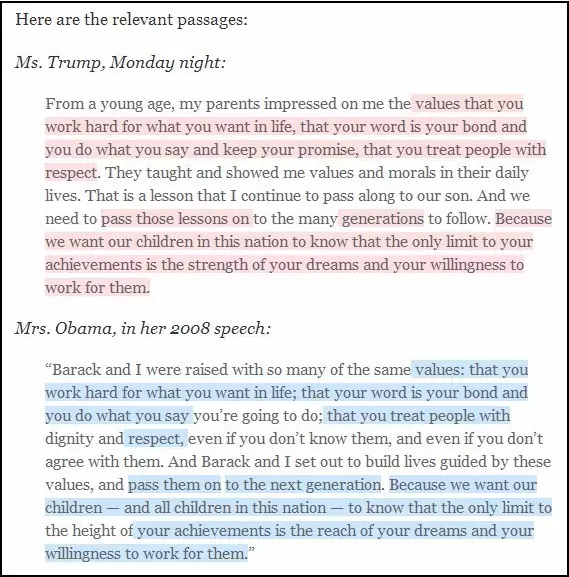 Here are the relevant passages:
Ms. Trump, Monday night:
From a young age, my parents impressed on me the values that you
work hard for what you want in life, that your word is your bond and
you do what you say and keep your promise, that you treat people with
respect. They taught and showed me values and morals in their daily
lives. That is a lesson that I continue to pass along to our son. And we
need to pass those lessons on to the many generations to follow. Because
we want our children in this nation to know that the only limit to your
achievements is the strength of your dreams and your willingness to
work for them.
Mrs. Obama, in her 2008 speech:
“Barack and I were raised with so many of the same values: that you
work hard for what you want in life; that your word is your bond and
you do what you say you’re going to do; that you treat people with
dignity and respect, even if you don’t know them, and even if you don’t
agree with them. And Barack and I set out to build lives guided by these
values, and pass them on to the next generation. Because we want our
children — and all children in this nation — to know that the only limit to
the height of your achievements is the reach of your dreams and your
willingness to work for them.”